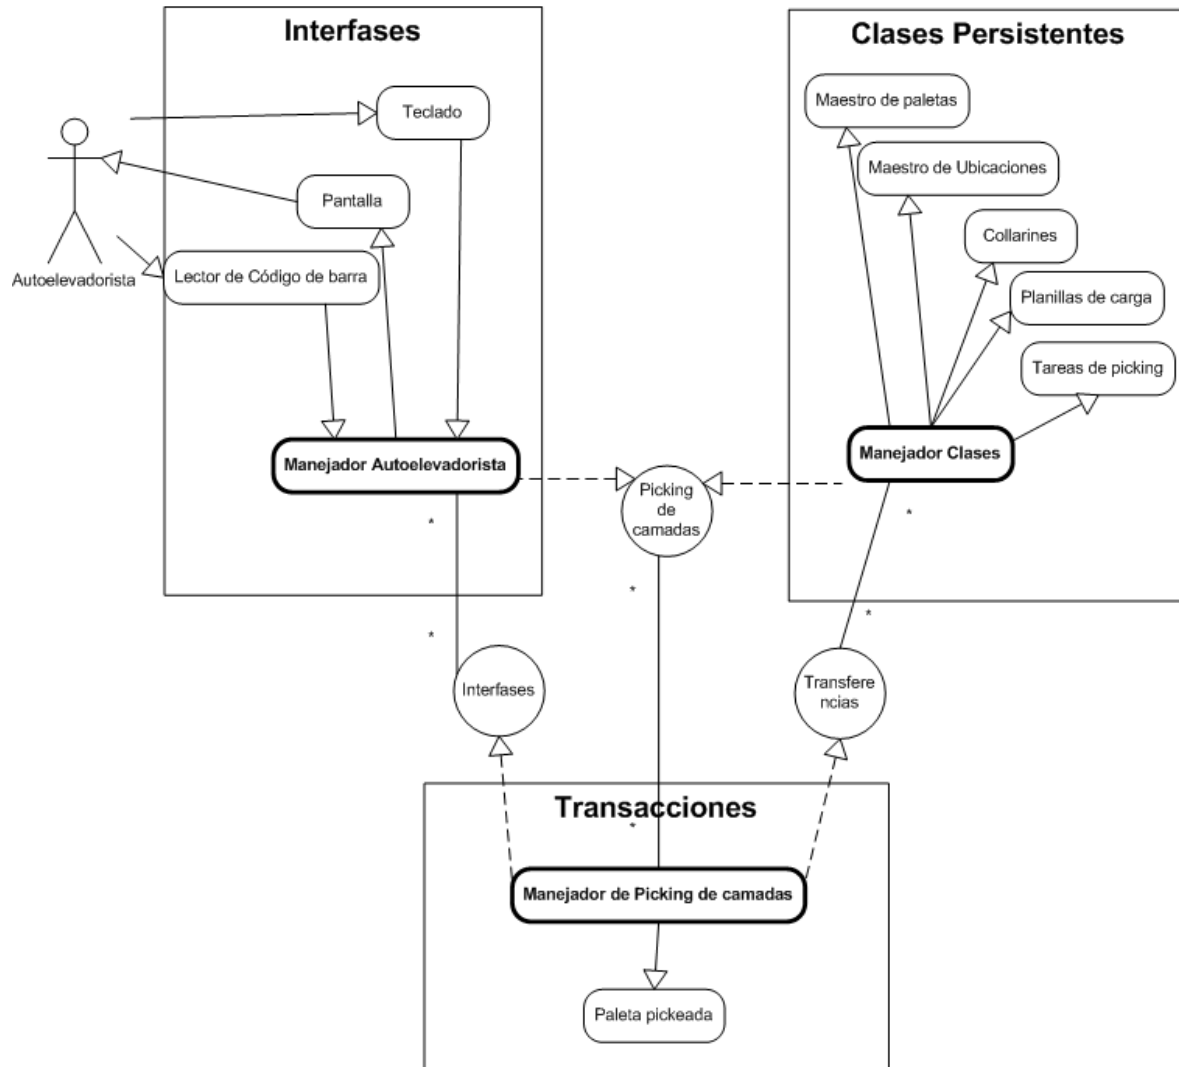 Interfases
Clases Persistentes
Teclado
Maestro de paletas
Pantalla
Maestro de Ubicaciones
Autoelevadorista
Lector de Código de barra
Collarines
Planillas de carga
Tareas de picking
Manejador Autoelevadorista
Manejador Clases
Picking
de
camadas
*
*
*
*
*
Interfases
Transfere
ncias
Transacciones
*
Manejador de Picking de camadas
Paleta pickeada